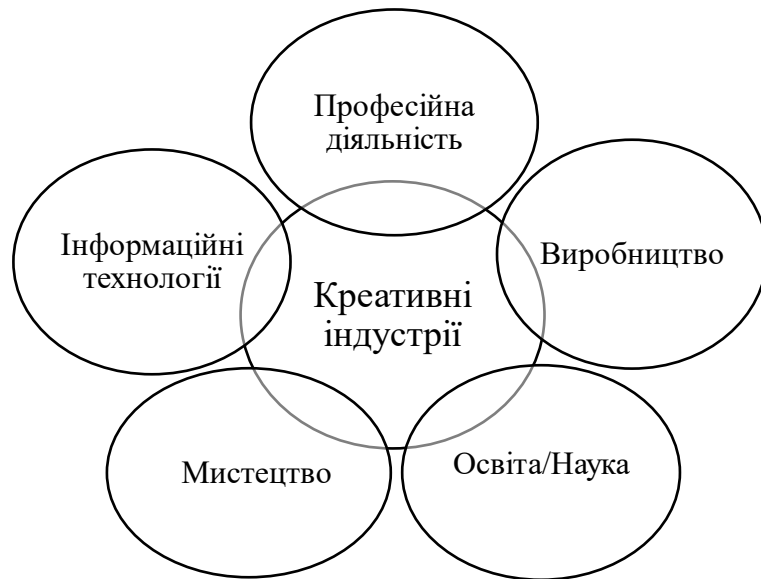 Професійна
діяльність
Інформаційні
технології
Виробництво
Креативні
індустрії
Мистецтво
Освіта/Наука